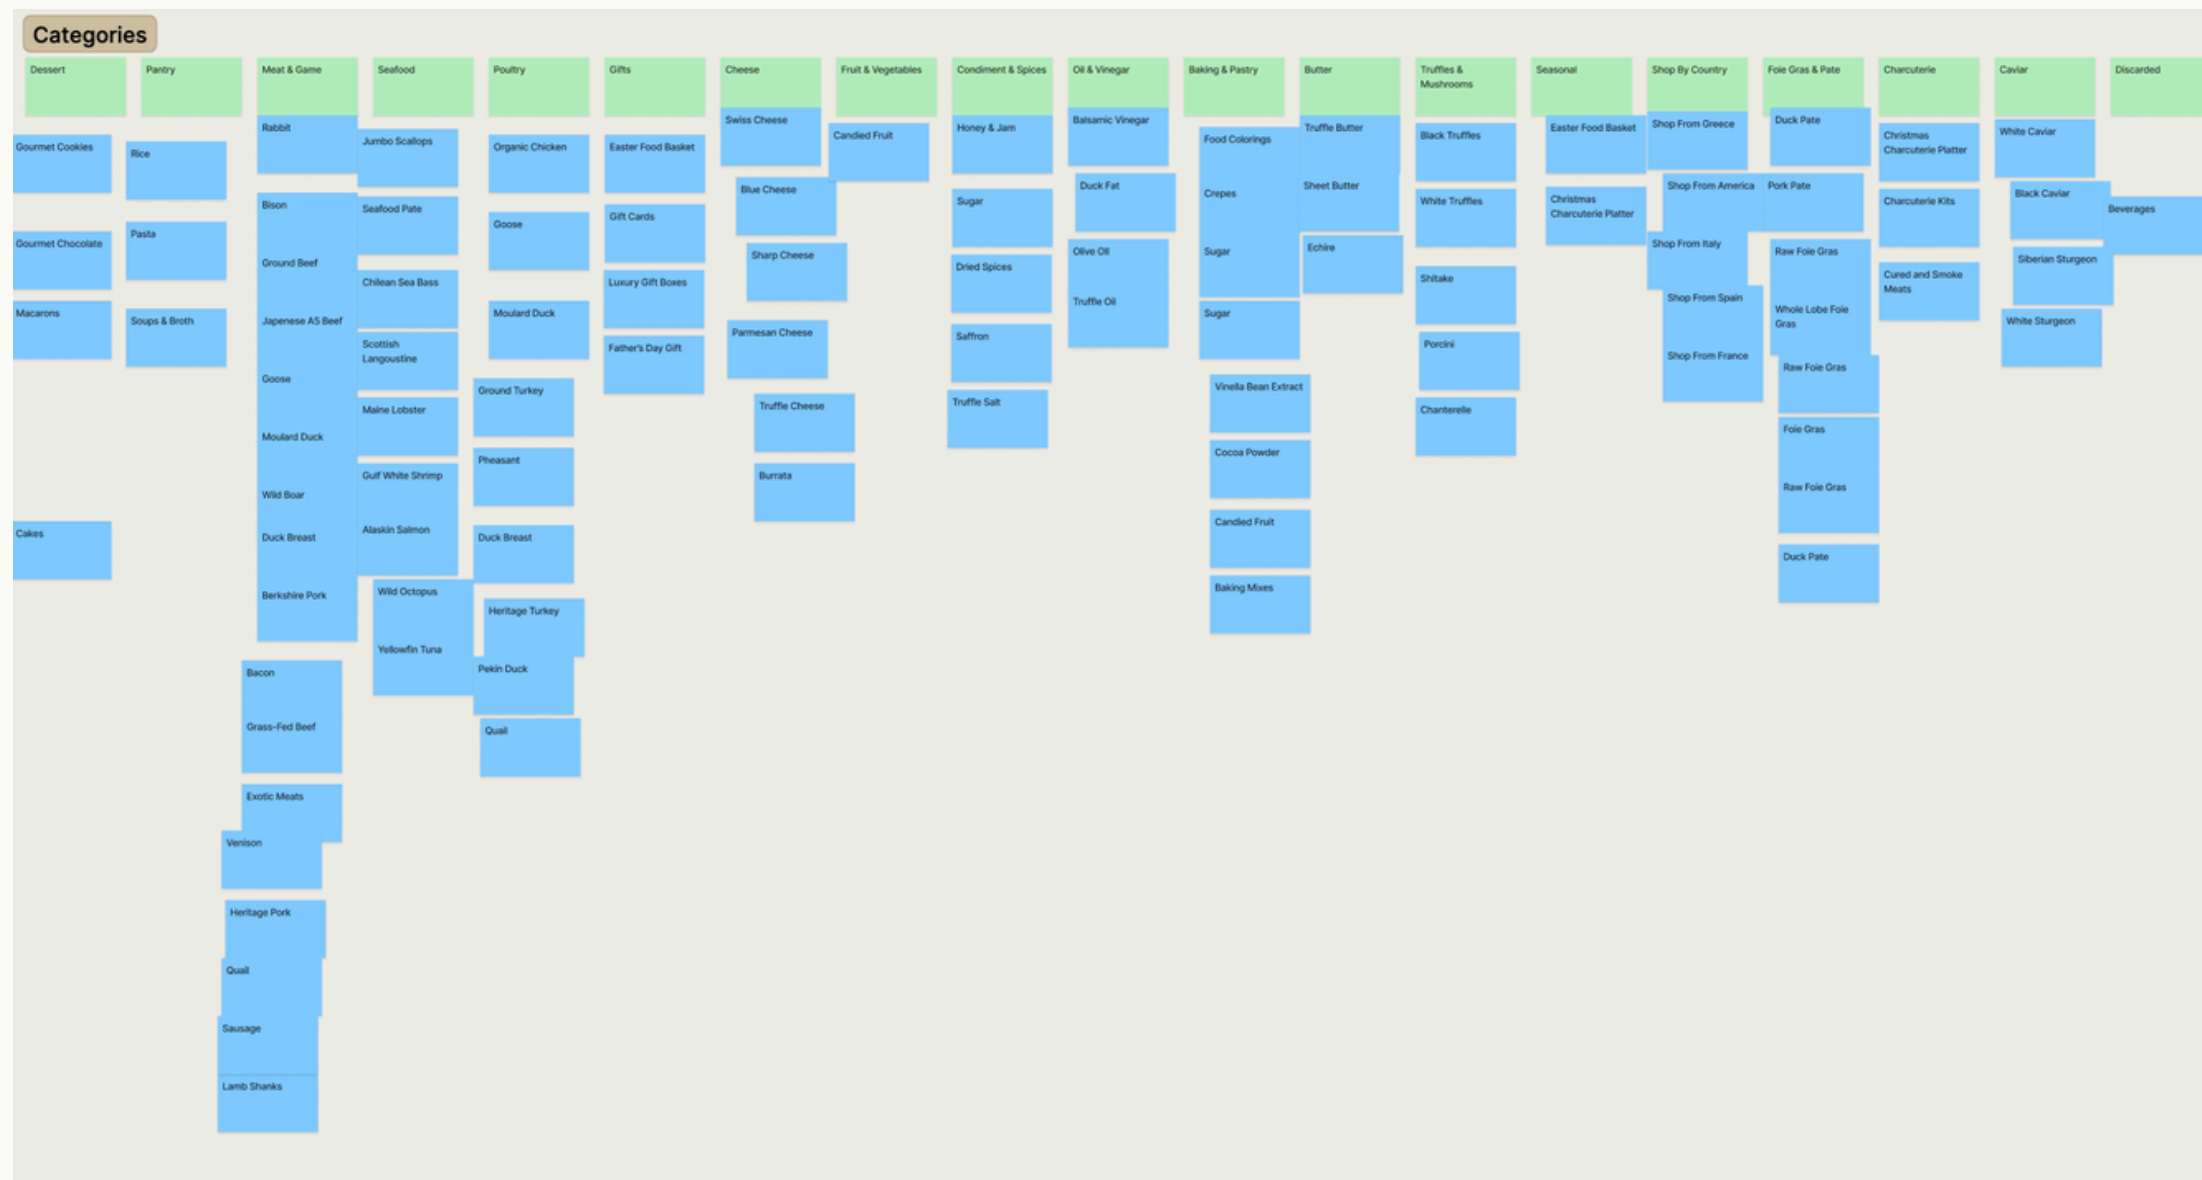 Categories
Dessert
Gourmet Cookies
Gourmet Chocolate
Macarons
Cakes
Pantry
Rice
Pasta
Soups & Broth
Meat & Game
Rabbit
Bison
Ground Beef
Japenese A5 Beef
Goose
Moulard Duck
Wild Boar
Duck Breast
Berkshire Pork
Bacon
Grass-Fed Beef
Exotic Meats
Venison
Heritage Pork
Quail
Sausage
Lamb Shanks
Seafood
Jumbo Scallops
Seafood Pate
Chilean Sea Bass
Scottish
Langoustine
Maine Lobster
Gulf White Shrimp
Alaskin Salmon
Wild Octopus
Yellowfin Tuna
Poultry
Organic Chicken
Goose
Moulard Duck
Ground Turkey
Pheasant
Duck Breast
Heritage Turkey
Pekin Duck
Quail
Gifts
Easter Food Basket
Gift Cards
Luxury Gift Boxes
Father's Day Gift
Cheese
Swiss Cheese
Blue Cheese
Sharp Cheese
Parmesan Cheese
Truffle Cheese
Burrata
Fruit & Vegetables
Candied Fruit
Condiment & Spices
Honey & Jam
Sugar
Dried Spices
Saffron
Truffle Salt
Oil & Vinegar
Balsamic Vinegar
Duck Fat
Olive Oil
Truffle Oil
Baking & Pastry
Food Colorings
Crepes
Sugar
Sugar
Vinella Bean Extract
Cocoa Powder
Candied Fruit
Baking Mixes
Butter
Truffle Butter
Sheet Butter
Echire
Truffles &
Mushrooms
Black Truffles
White Truffles
Shitake
Porcini
Chanterelle
Seasonal
Easter Food Basket
Christmas
Charcuterie Platter
Shop By Country
Shop From Greece
Shop From America
Shop From Italy
Shop From Spain
Shop From France
Foie Gras & Pate
Duck Pate
Pork Pate
Raw Foie Gras
Whole Lobe Foie
Gras
Raw Foie Gras
Foie Gras
Raw Foie Gras
Duck Pate
Charcuterie
Christmas
Charcuterie Platter
Charcuterie Kits
Cured and Smoke
Meats
Caviar
White Caviar
Black Caviar
Siberian Sturgeon
White Sturgeon
Discarded
Beverages